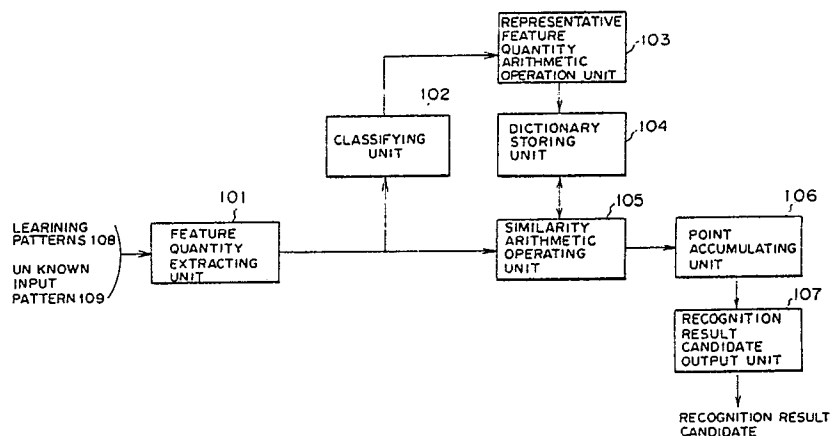 REPRESENTATIVE
FEATURE
QUANTITY
ARITHMETIC
OPERATION UNIT
103
102
CLASSIFYING
UNIT
DICTIONARY
STORING
UNIT
104
101
LEARINING
PATTERNS 108
UN KNOWN
INPUT
PATTERN 109
FEATURE
QUANTITY
EXTRACTING
UNIT
105
SIMILARITY
ARITHMETIC
OPERATING
UNIT
106
POINT
ACCUMULATING
UNIT
107
RECOGNITION
RESULT
CANDIDATE
OUTPUT UNIT
RECOGNITION RESULT
CANDIDATE